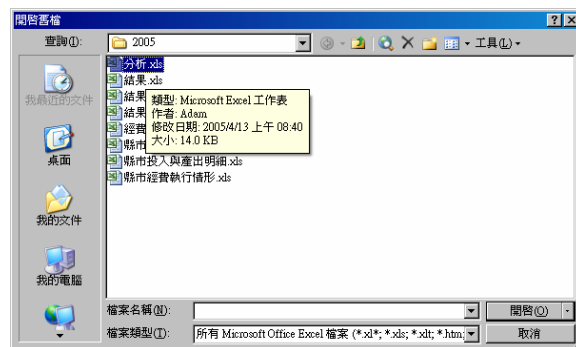 開啓舊檔
查詢(I):
2005
工具(L)
分析.xls
結果.xls
結果
結果
經費
縣市
縣市投入與產出明細.xls
縣市經費執行情形.xls
類型: Microsoft Excel 工作表
作者: Adam
修改日期: 2005/4/13 上午 08:40
大小: 14.0 KB
我最近的文件
桌面
我的文件
我的電腦
檔案名稱(N):
開啓(O)
檔案類型(T):
所有 Microsoft Office Excel 檔案 (*.xl*; *.xls; *.xlt; *.htm;
取消